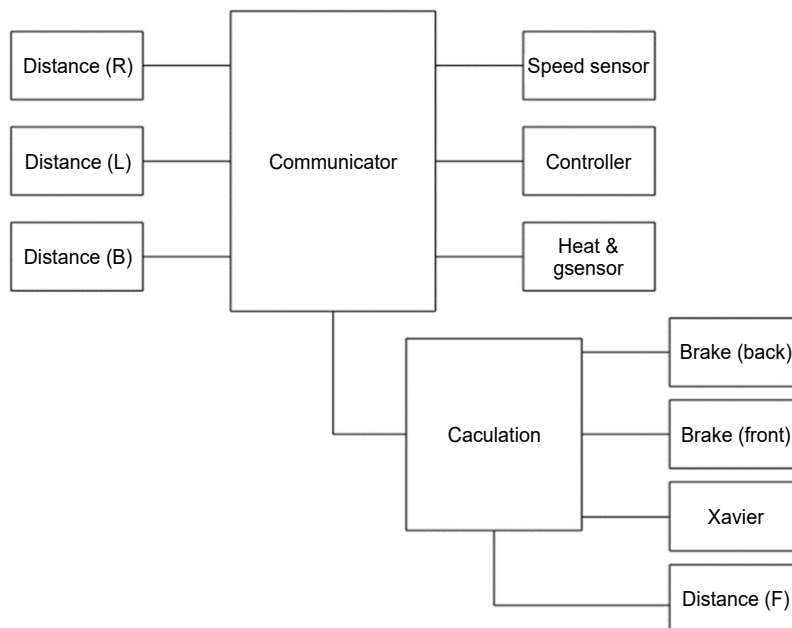 Distance (R)
Distance (L)
Distance (B)
Communicator
Speed sensor
Controller
Heat &
gsensor
Caculation
Brake (back)
Brake (front)
Xavier
Distance (F)